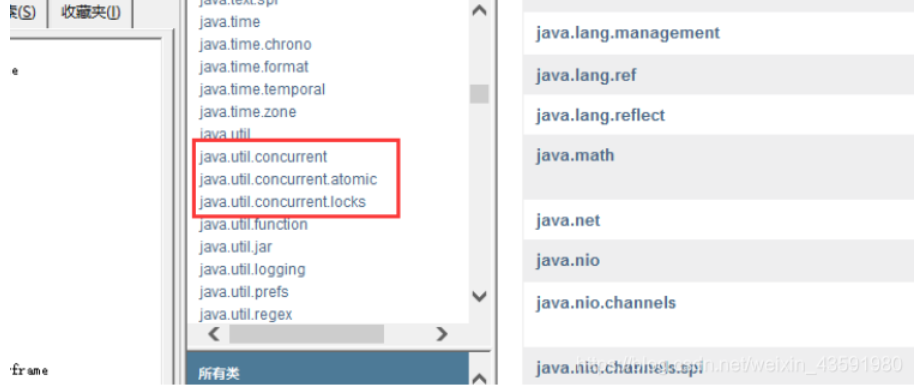 索(S) 收藏夹(I)
e
frame
java.text.spi
java.time
java.time.chrono
java.time.format
java.time.temporal
java.time.zone
java.util
java.util.concurrent
java.util.concurrent.atomic
java.util.concurrent.locks
java.util.function
java.util.jar
java.util.logging
java.util.prefs
java.util.regex
所有类
java.lang.management
java.lang.ref
java.lang.reflect
java.math
java.net
java.nio
java.nio.channels
java.nio.channels.spi
https://blog.csdn.net/weixin_43591980